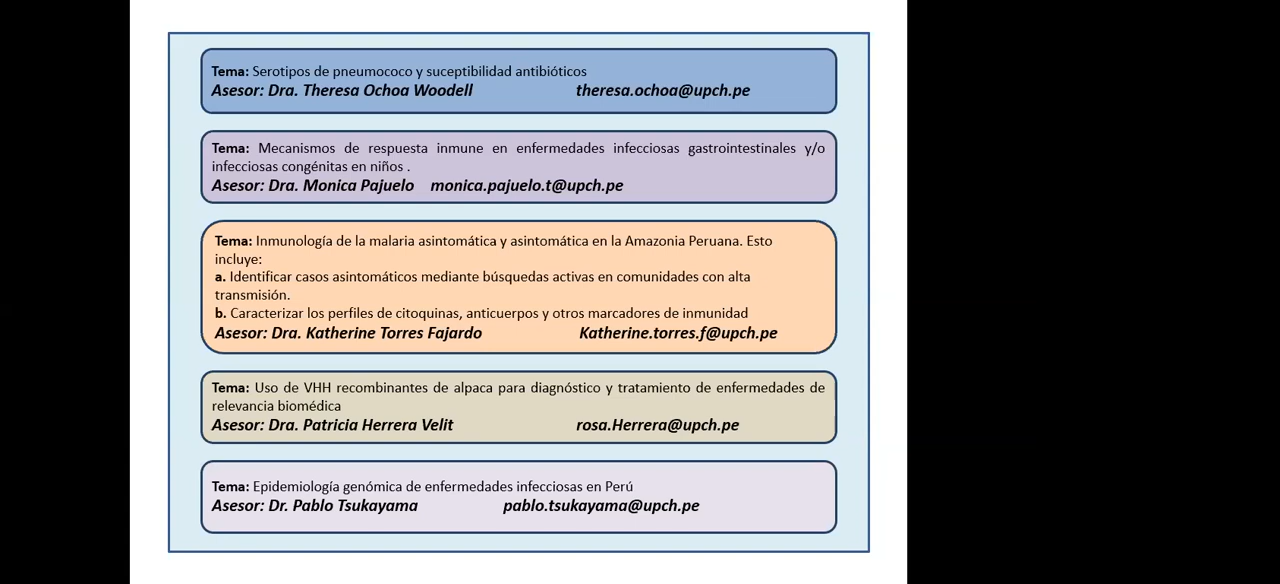 Tema: Serotipos de pneumococo y suceptibilidad antibióticos
Asesor: Dra. Theresa Ochoa Woodell theresa.ochoa@upch.pe
Tema: Mecanismos de respuesta inmune en enfermedades infecciosas gastrointestinales y/o
infecciosas congénitas en niños .
Asesor: Dra. Monica Pajuelo monica.pajuelo.t@upch.pe
Tema: Inmunología de la malaria asintomática y asintomática en la Amazonia Peruana. Esto
incluye:
a. Identificar casos asintomáticos mediante búsquedas activas en comunidades con alta
transmisión.
b. Caracterizar los perfiles de citoquinas, anticuerpos y otros marcadores de inmunidad
Asesor: Dra. Katherine Torres Fajardo Katherine.torres.f@upch.pe
Tema: Uso de VHH recombinantes de alpaca para diagnóstico y tratamiento de enfermedades de
relevancia biomédica
Asesor: Dra. Patricia Herrera Velit rosa.Herrera@upch.pe
Tema: Epidemiología genómica de enfermedades infecciosas en Perú
Asesor: Dr. Pablo Tsukayama pablo.tsukayama@upch.pe